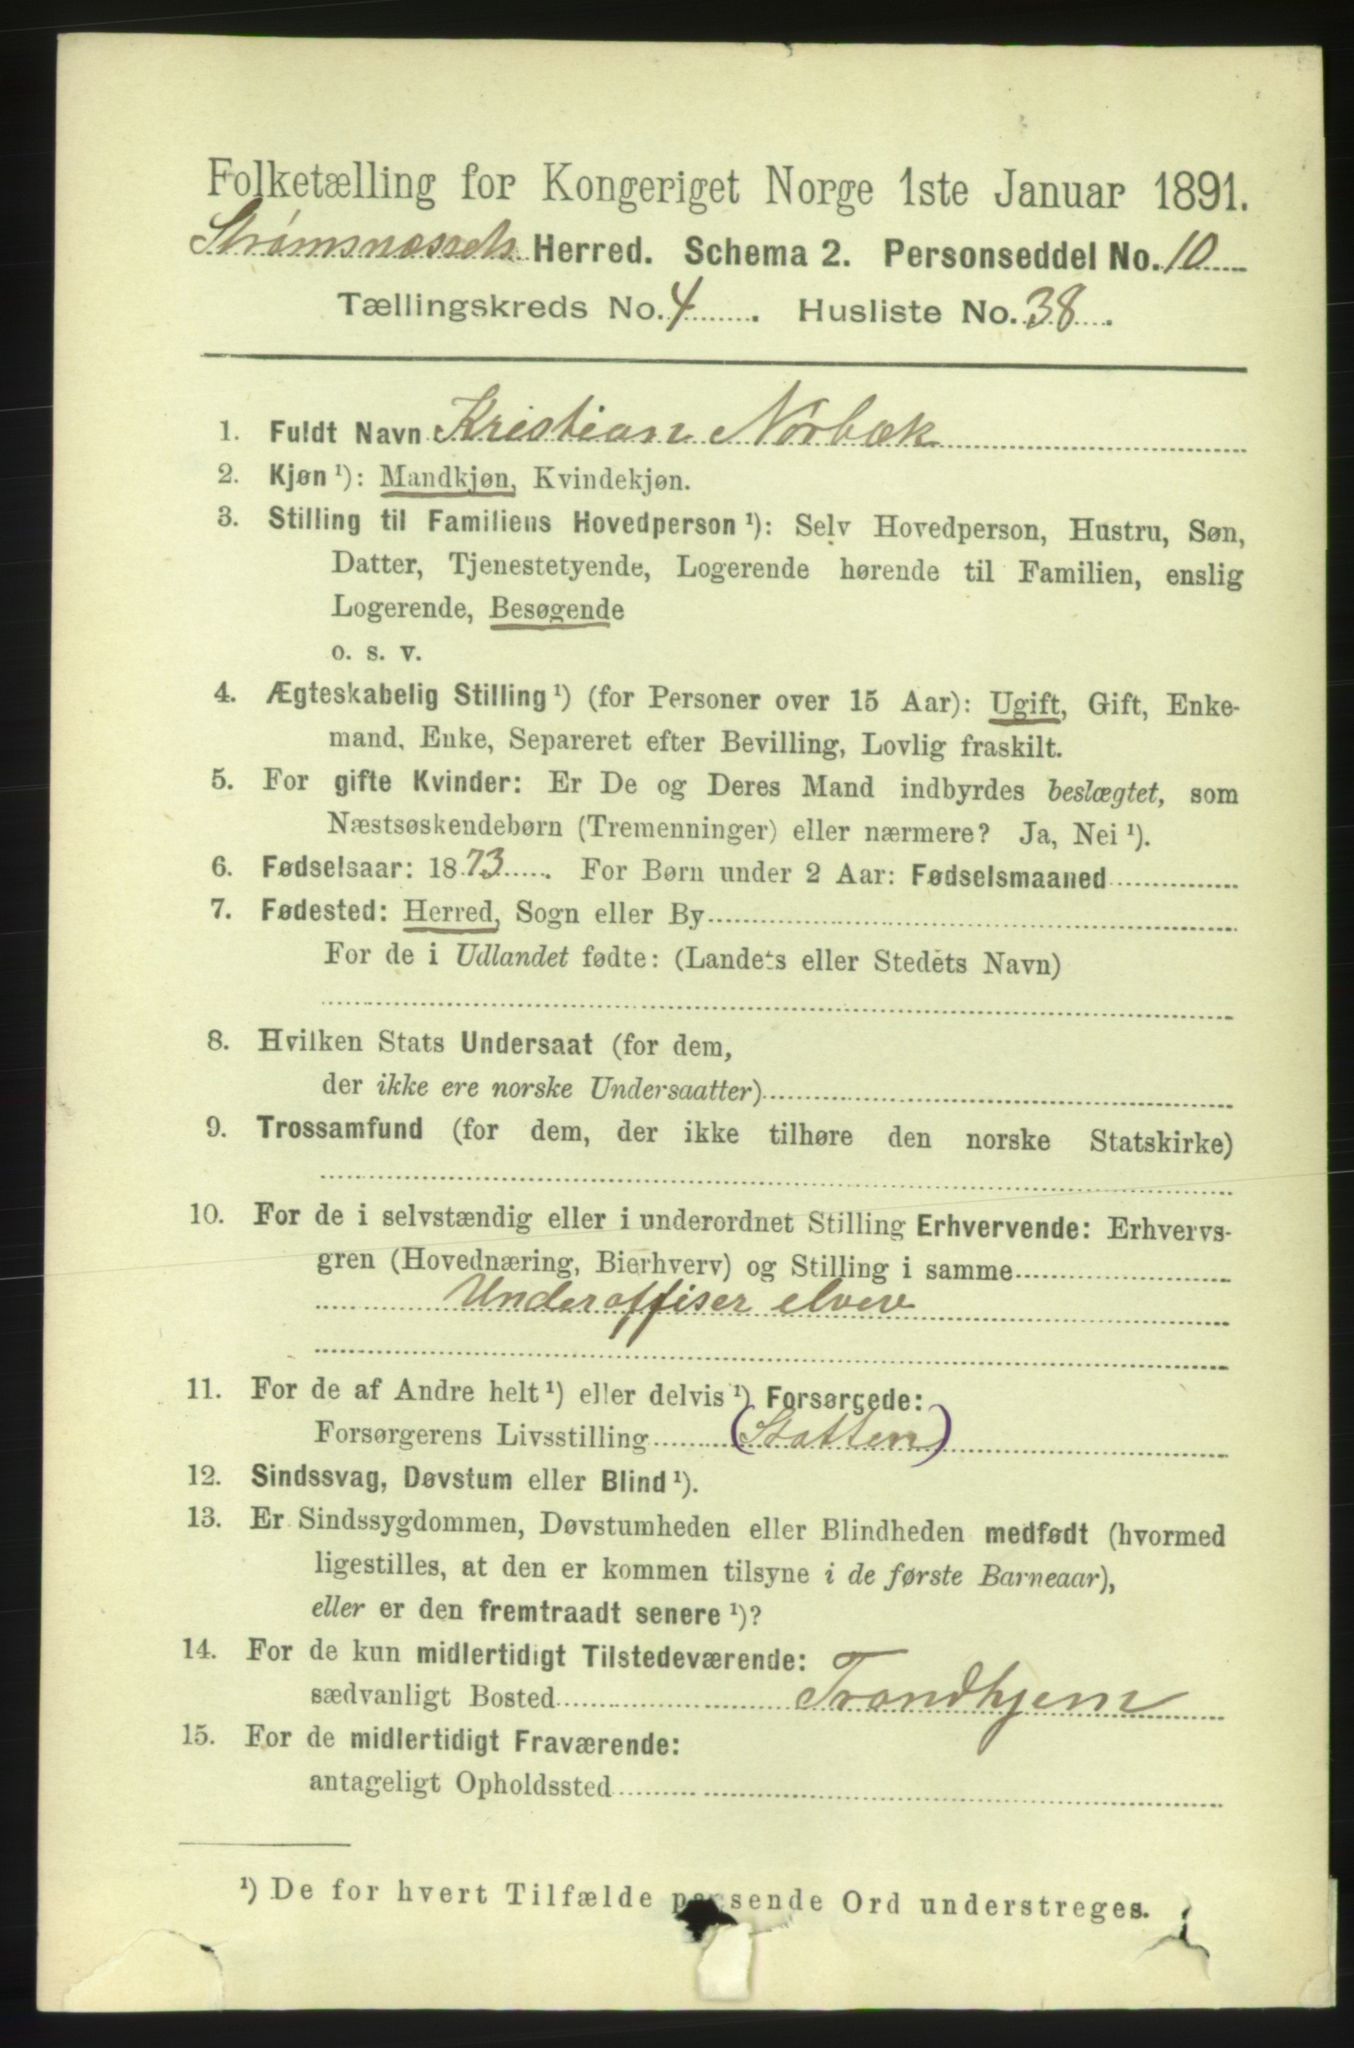 Folketælling for Kongeriget Norge 1ste Januar 1891.
Strømsnæssets Herred. Schema 2. Personseddel No. 10
Tællingskreds No. 4. Husliste No. 38.
1. Fuldt Navn Kristian Nørbæk
2. Kjøn ¹): Mandkjøn, Kvindekjøn.
3. Stilling til Familiens Hovedperson ¹): Selv Hovedperson, Hustru, Søn,
Datter, Tjenestetyende, Logerende hørende til Familien, enslig
Logerende, Besøgende
o. s. v.
4. Ægteskabelig Stilling ¹) (for Personer over 15 Aar): Ugift, Gift, Enke-
mand, Enke, Separeret efter Bevilling, Lovlig fraskilt.
5. For gifte Kvinder: Er De og Deres Mand indbyrdes beslægtet, som
Næstsøskendebørn (Tremenninger) eller nærmere? Ja, Nei ¹).
6. Fødselsaar: 1873. For Børn under 2 Aar: Fødselsmaaned
7. Fødested: Herred, Sogn eller By
For de i Udlandet fødte: (Landets eller Stedets Navn)
8. Hvilken Stats Undersaat (for dem,
der ikke ere norske Undersaatter)
9. Trossamfund (for dem, der ikke tilhøre den norske Statskirke)
10. For de i selvstændig eller i underordnet Stilling Erhvervende: Erhvervs-
gren (Hovednæring, Bierhverv) og Stilling i samme
Underoffiser elvev
11. For de af Andre helt ¹) eller delvis ¹) Forsørgede:
Forsørgerens Livsstilling (Statten)
12. Sindssvag, Døvstum eller Blind ¹).
13. Er Sindssygdommen, Døvstumheden eller Blindheden medfødt (hvormed
ligestilles, at den er kommen tilsyne i de første Barneaar),
eller er den fremtraadt senere ¹)?
14. For de kun midlertidigt Tilstedeværende:
sædvanligt Bosted Trondhjem
15. For de midlertidigt Fraværende:
antageligt Opholdssted
¹) De for hvert Tilfælde passende Ord understreges.